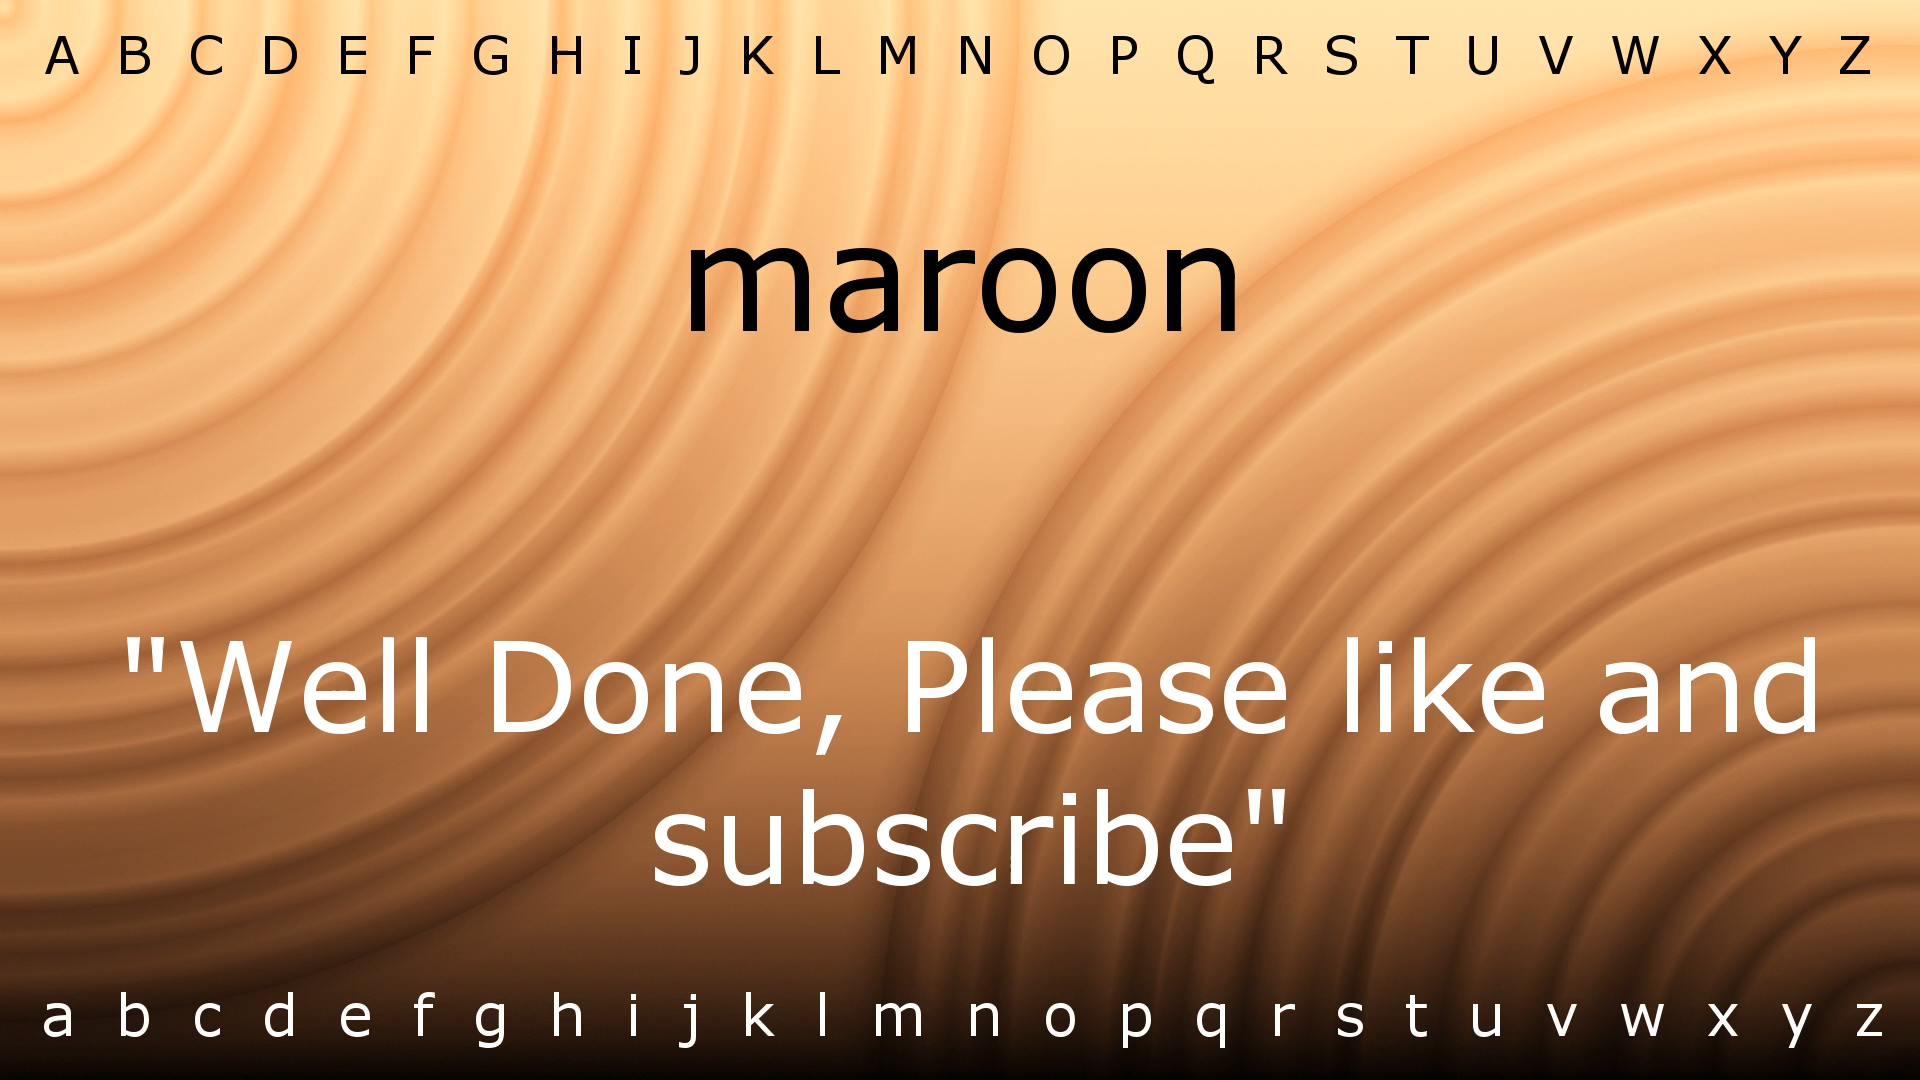 A B C D E F G H I J K L M N O P Q R S T U V W X Y Z
maroon
"Well Done, Please like and
subscribe"
a b c d e f g h i j k l m n o p q r s t u v w x y z